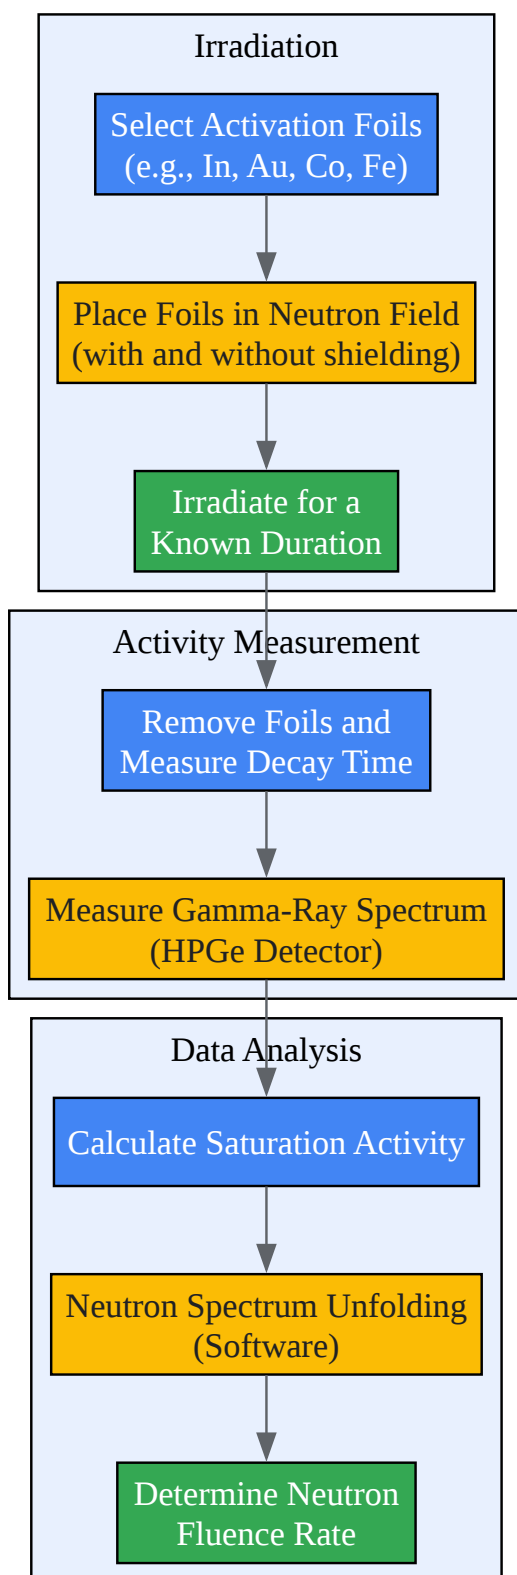 Irradiation
Select Activation Foils
(e.g., In, Au, Co, Fe)
Place Foils in Neutron Field
(with and without shielding)
Irradiate for a
Known Duration
Activity Measurement
Remove Foils and
Measure Decay Time
Measure Gamma-Ray Spectrum
(HPGe Detector)
Data Analysis
Calculate Saturation Activity
Neutron Spectrum Unfolding
(Software)
Determine Neutron
Fluence Rate